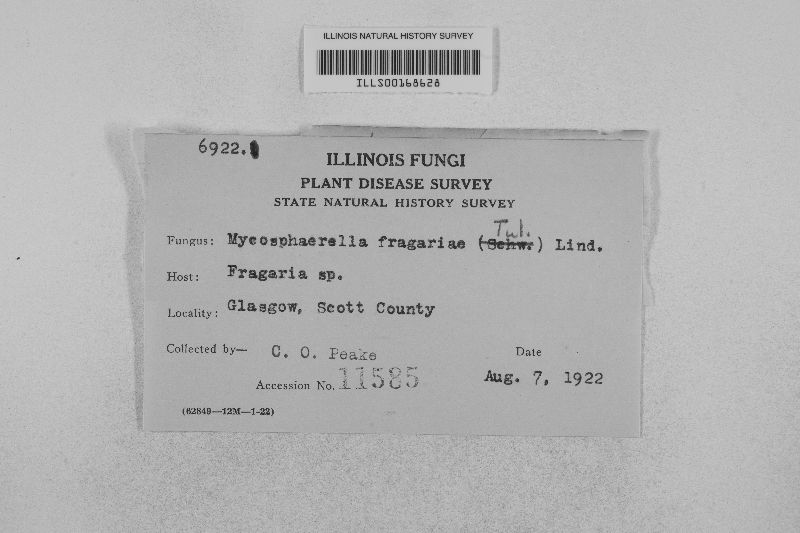 ILLINOIS NATURAL HISTORY SURVEY
ILLS00168628
6922.
ILLINOIS FUNGI
PLANT DISEASE SURVEY
STATE NATURAL HISTORY SURVEY
Tul.
Fungus: Mycosphaerella fragariae (Schw.) Lind.
Host: Fragaria sp.
Locality: Glasgow, Scott County
Collected by— C. O. Peake Date
Accession No. 11585 Aug. 7, 1922
(62849—12M—1-22)